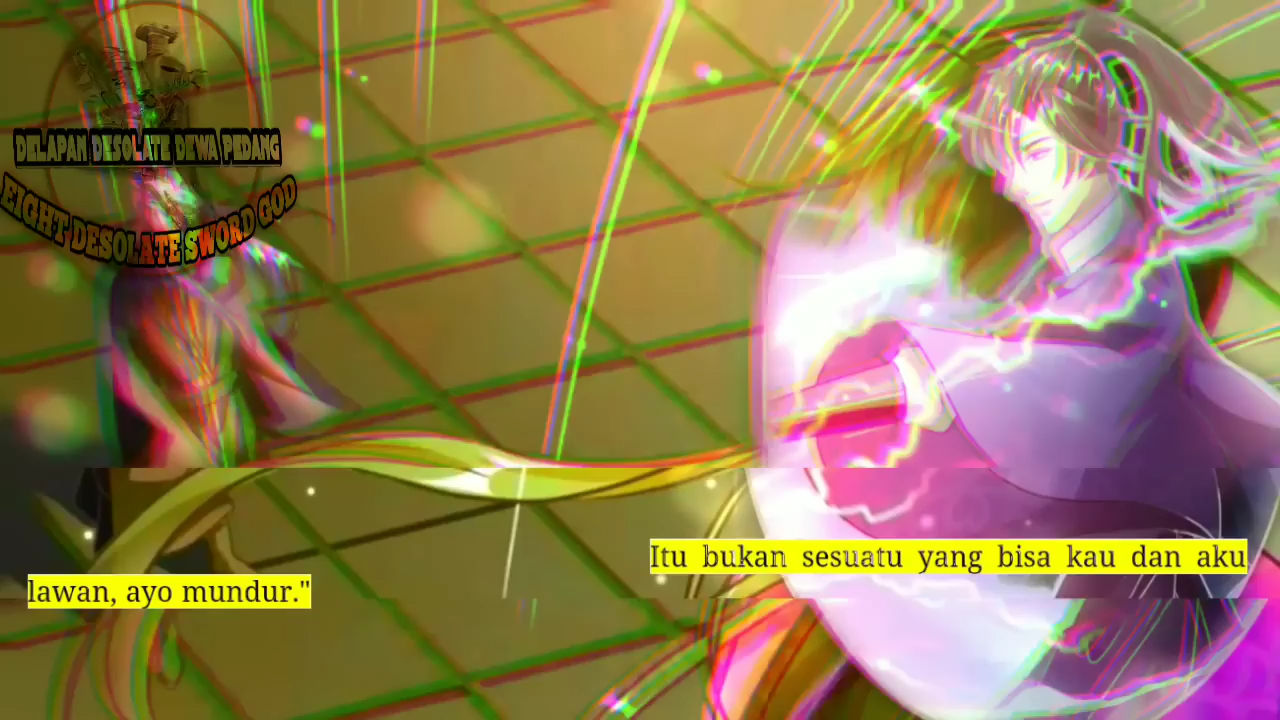 DELAPAN DESOLATE DEWA PEDANG
EIGHT DESOLATE SWORD GOD
Itu bukan sesuatu yang bisa kau dan aku
lawan, ayo mundur."